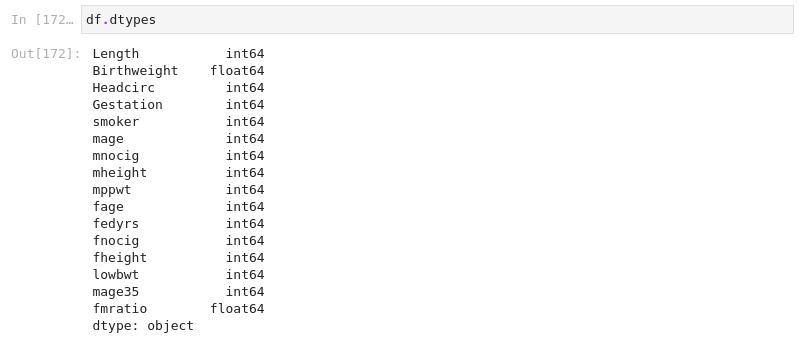 In [172… df.dtypes
Out[172]: Length int64
Birthweight float64
Headcirc int64
Gestation int64
smoker int64
mage int64
mnocig int64
mheight int64
mppwt int64
fage int64
fedyrs int64
fnocig int64
fheight int64
lowbwt int64
mage35 int64
fmratio float64
dtype: object